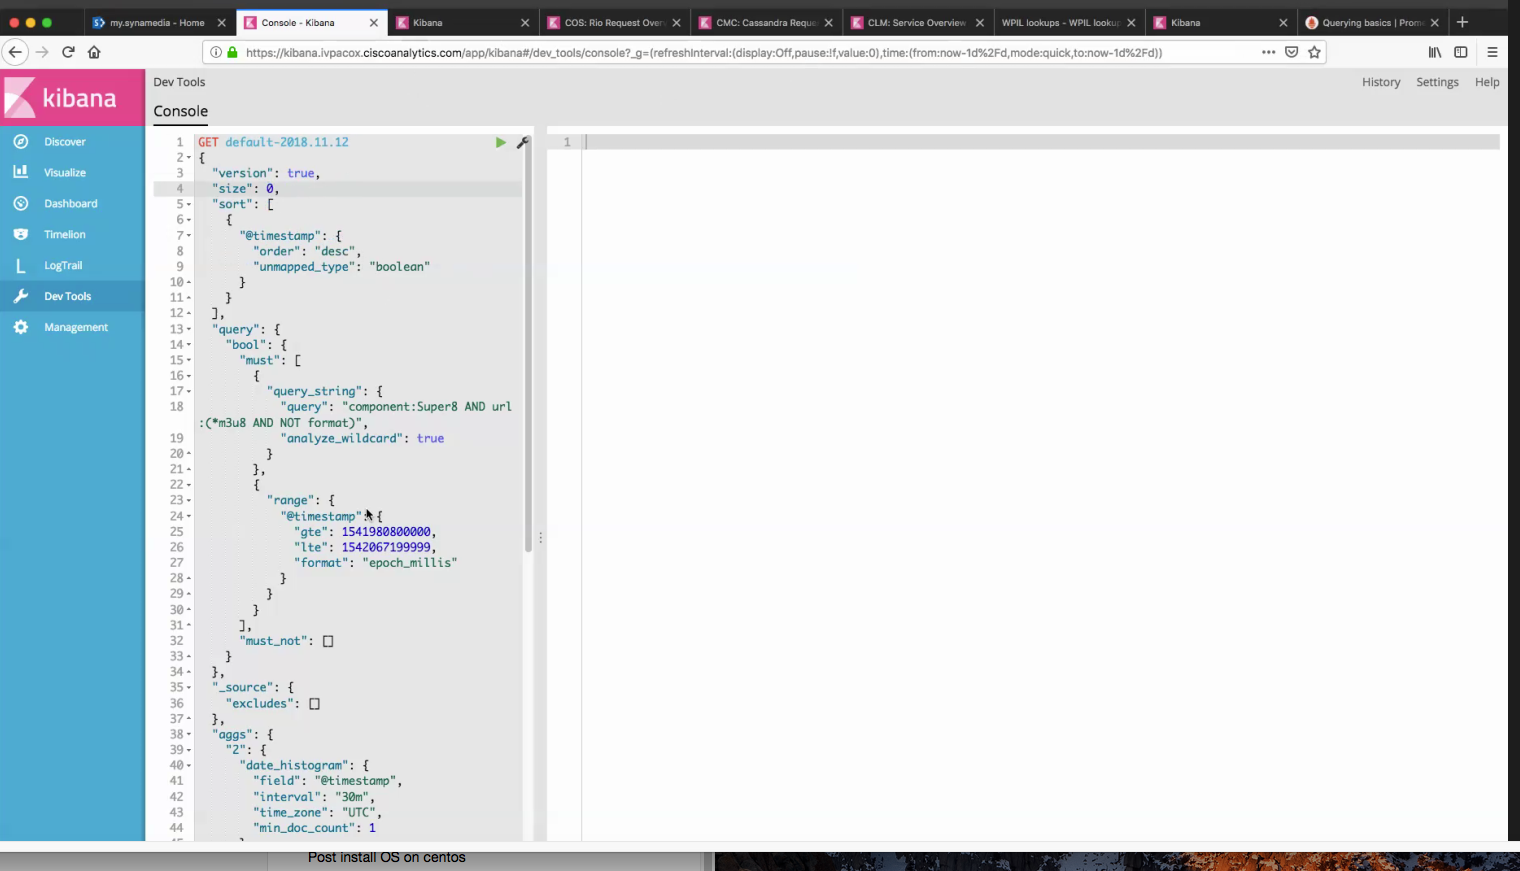 my.synamedia - Home
Console - Kibana
Kibana
COS: Rio Request Over
CMC: Cassandra Reque
CLM: Service Overview
WPIL lookups - WPIL lookup
Kibana
Querying basics | Prom
https://kibana.ivpacox.ciscoanalytics.com/app/kibana#/dev_tools/console?_g=(refreshInterval:(display:Off,pause:!f,value:0),time:(from:now-1d%2Fd,mode:quick,to:now-1d%2Fd))
kibana
Discover
Visualize
Dashboard
Timelion
LogTrail
Dev Tools
Management
Dev Tools
History Settings Help
Console
1 GET default-2018.11.12
2 {
3 "version": true,
4 "size": 0,
5 "sort": [
6 {
7 "@timestamp": {
8 "order": "desc",
9 "unmapped_type": "boolean"
10 }
11 }
12 ],
13 "query": {
14 "bool": {
15 "must": [
16 {
17 "query_string": {
18 "query": "component:Super8 AND url
:(*m3u8 AND NOT format)",
19 "analyze_wildcard": true
20 }
21 },
22 {
23 "range": {
24 "@timestamp": {
25 "gte": 1541980800000,
26 "lte": 1542067199999,
27 "format": "epoch_millis"
28 }
29 }
30 }
31 ],
32 "must_not": []
33 }
34 },
35 "_source": {
36 "excludes": []
37 },
38 "aggs": {
39 "2": {
40 "date_histogram": {
41 "field": "@timestamp",
42 "interval": "30m",
43 "time_zone": "UTC",
44 "min_doc_count": 1
1
Post install OS on centos